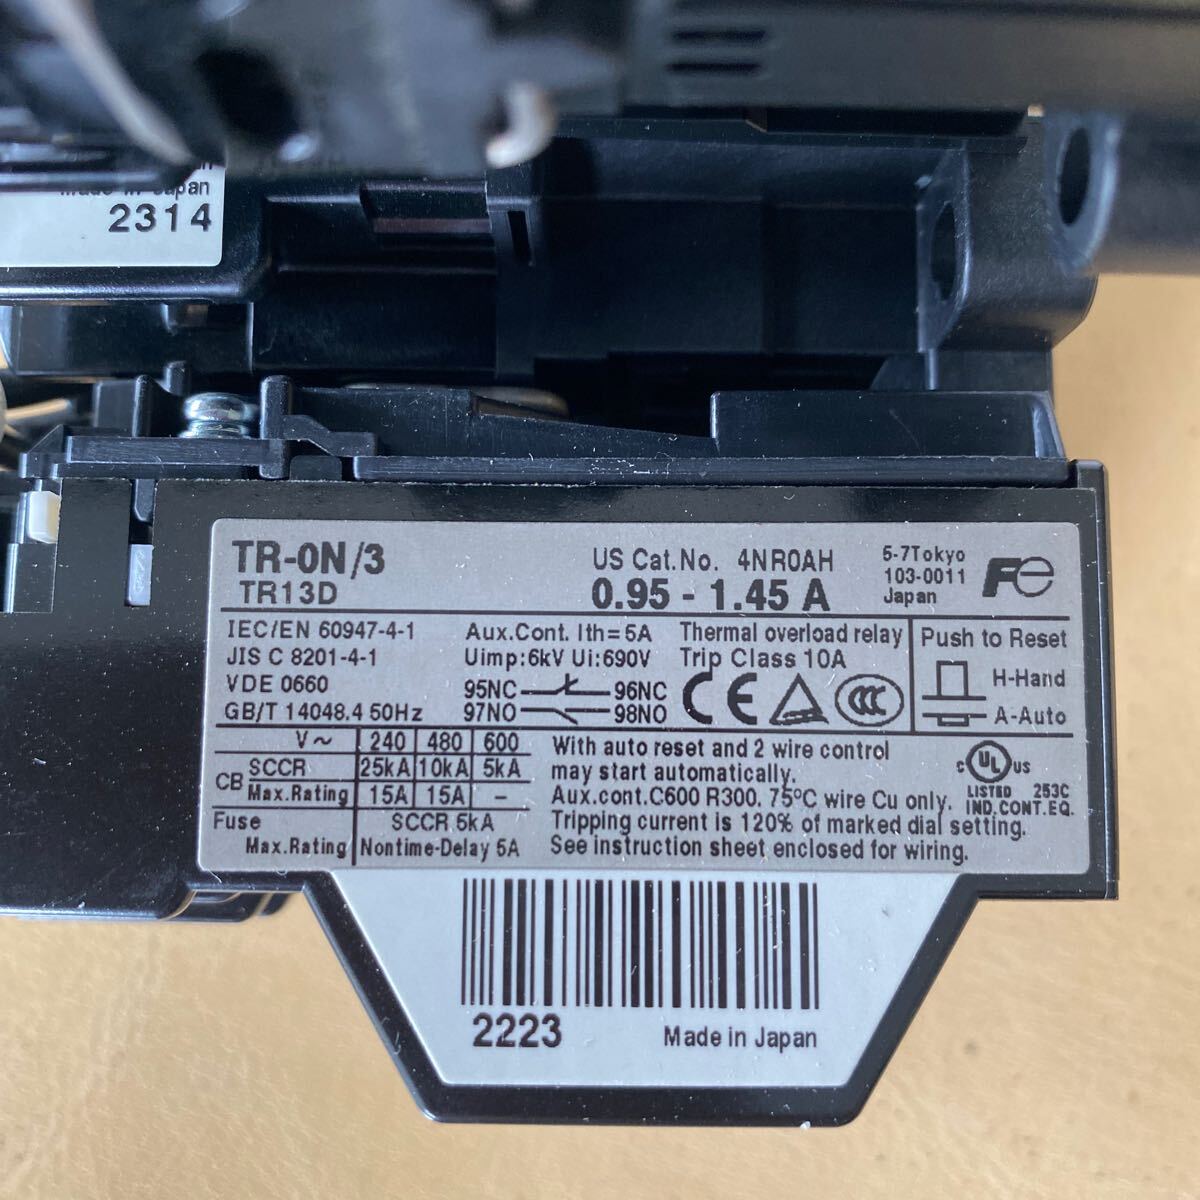 Made in Japan
2314
TR-0N/3
TR13D
US Cat.No. 4NR0AH
0.95 - 1.45 A
5-7Tokyo
103-0011
Japan
Fe
IEC/EN 60947-4-1
JIS C 8201-4-1
VDE 0660
GB/T 14048.4 50Hz
Aux.Cont. Ith=5A
Uimp:6kV Ui:690V
95NC 96NC
97NO 98NO
Thermal overload relay
Trip Class 10A
CE CCC
Push to Reset
H-Hand
A-Auto
V~ 240 480 600
CB SCCR 25kA 10kA 5kA
Max.Rating 15A 15A -
Fuse SCCR 5kA
Max.Rating Nontime-Delay 5A
With auto reset and 2 wire control
may start automatically.
Aux.cont.C600 R300. 75°C wire Cu only.
Tripping current is 120% of marked dial setting.
See instruction sheet enclosed for wiring.
c UL US
LISTED 253C
IND.CONT.EQ.
2223
Made in Japan